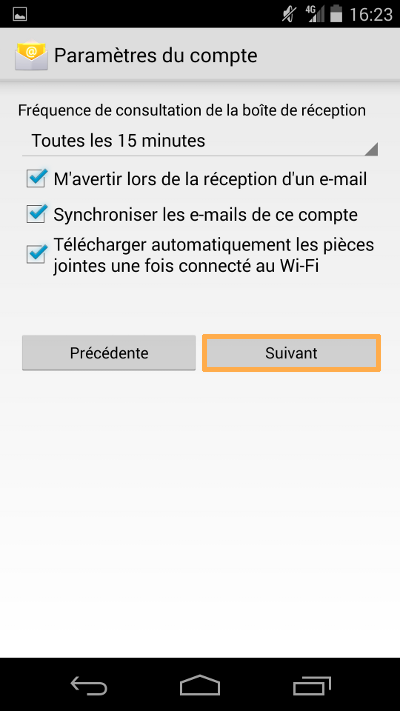 4G 16:23
@ Paramètres du compte
Fréquence de consultation de la boîte de réception
Toutes les 15 minutes
M'avertir lors de la réception d'un e-mail
Synchroniser les e-mails de ce compte
Télécharger automatiquement les pièces
jointes une fois connecté au Wi-Fi
Précédente Suivant